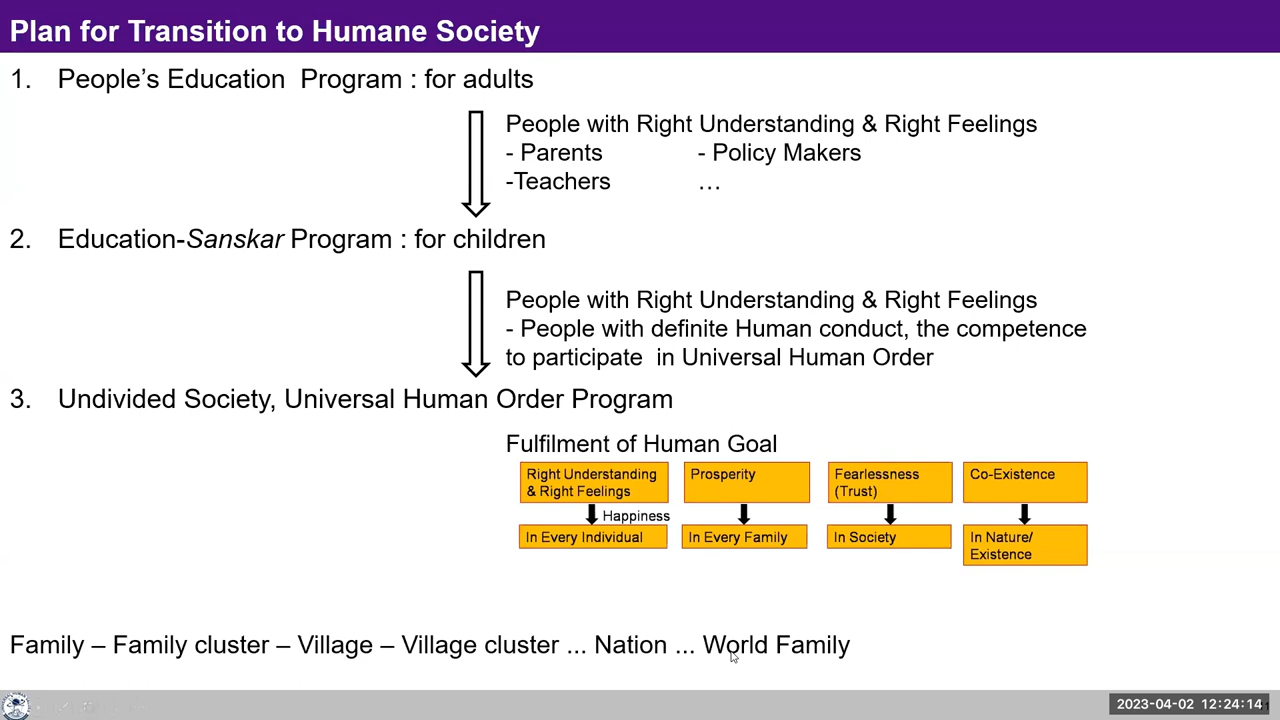 Plan for Transition to Humane Society
1. People’s Education Program : for adults
People with Right Understanding & Right Feelings
- Parents - Policy Makers
-Teachers …
2. Education-Sanskar Program : for children
People with Right Understanding & Right Feelings
- People with definite Human conduct, the competence
to participate in Universal Human Order
3. Undivided Society, Universal Human Order Program
Fulfilment of Human Goal
Right Understanding
& Right Feelings
Prosperity
Fearlessness
(Trust)
Co-Existence
Happiness
In Every Individual
In Every Family
In Society
In Nature/
Existence
Family – Family cluster – Village – Village cluster ... Nation ... World Family
2023-04-02 12:24:14